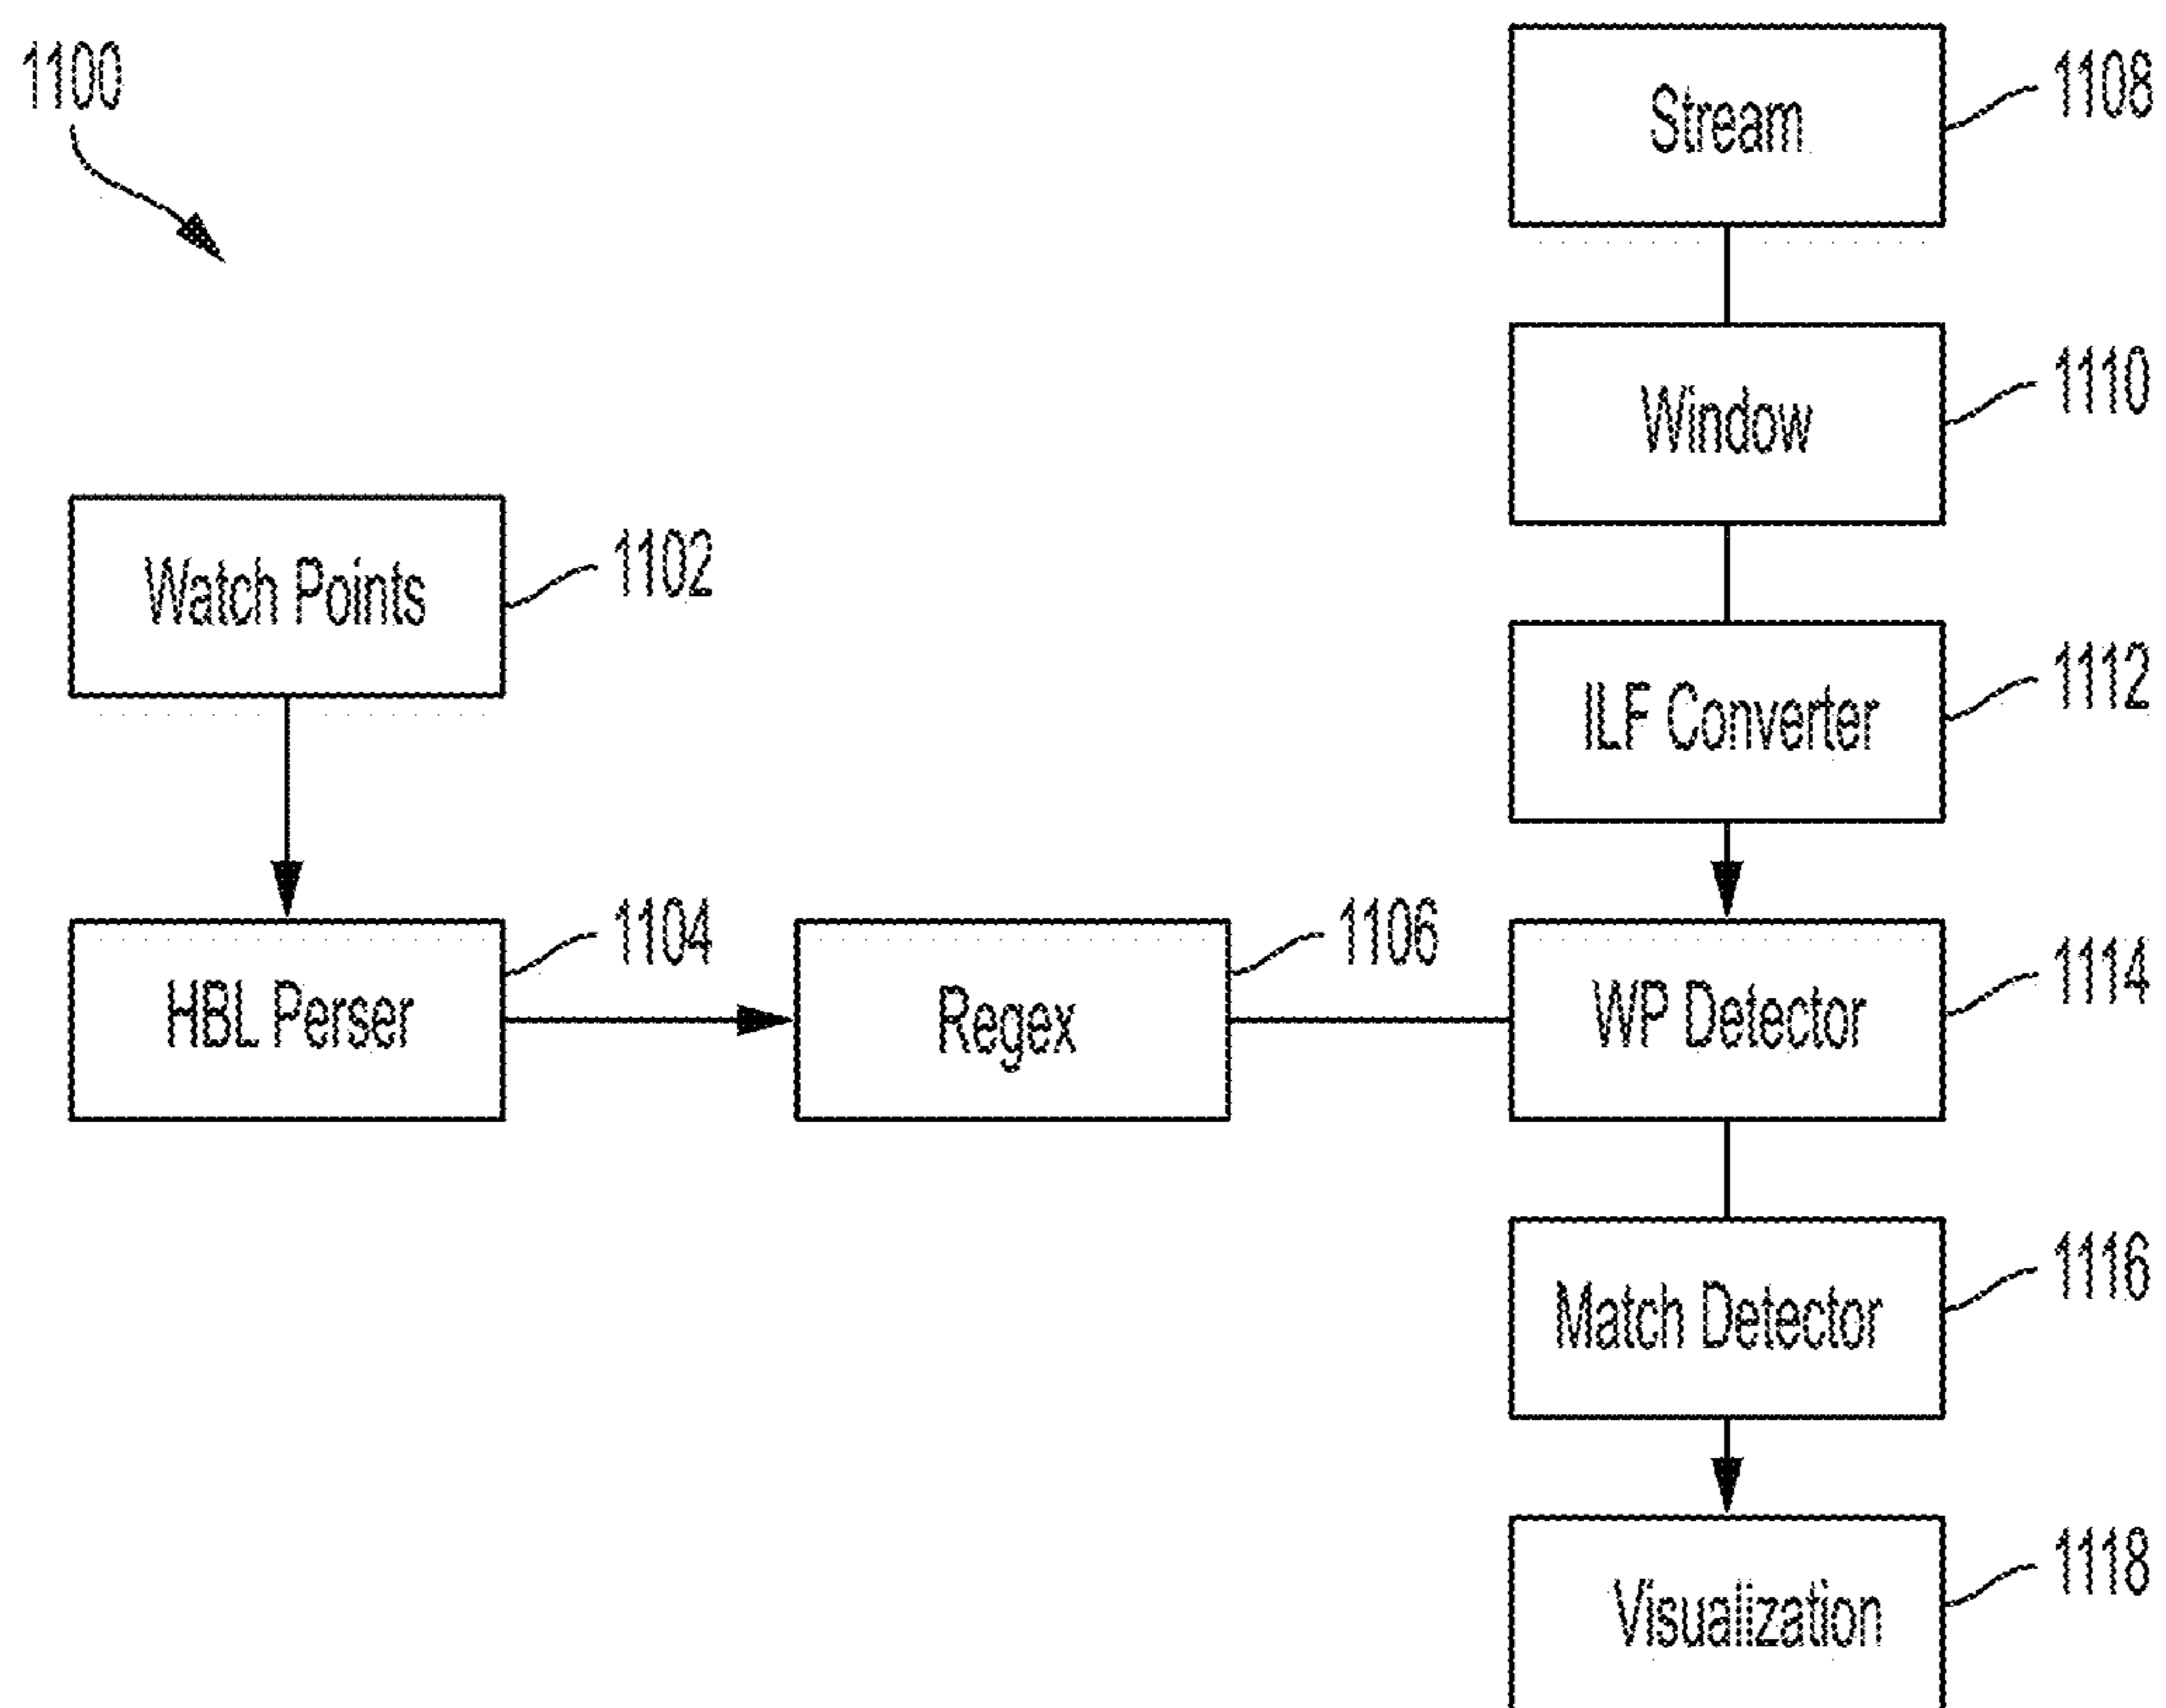 1100
Stream
1108
Window
1110
Watch Points
1102
ILF Converter
1112
HBL Perser
1104
Regex
1106
WP Detector
1114
Match Detector
1116
Visualization
1118